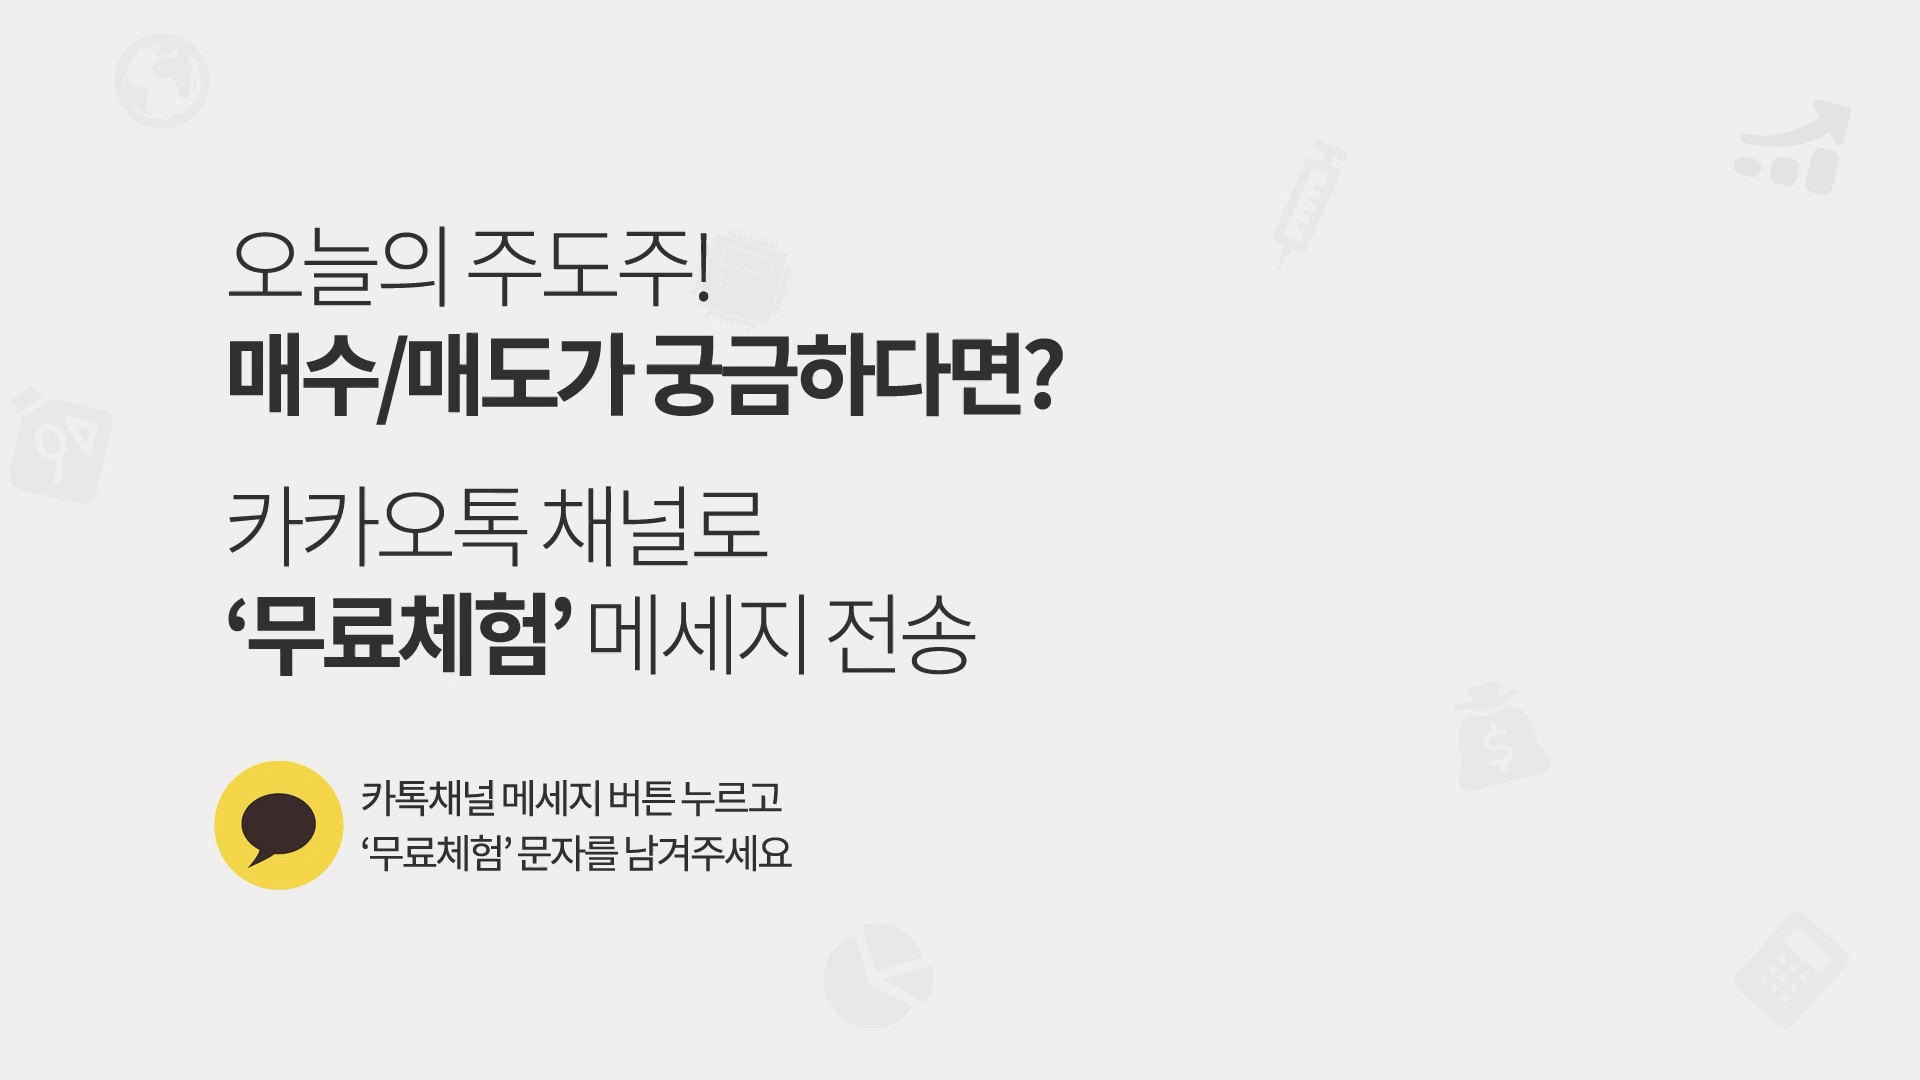 오늘의 주도주!
매수/매도가 궁금하다면?
카카오톡 채널로
‘무료체험’ 메세지 전송
카톡채널 메세지 버튼 누르고
‘무료체험’ 문자를 남겨주세요
$